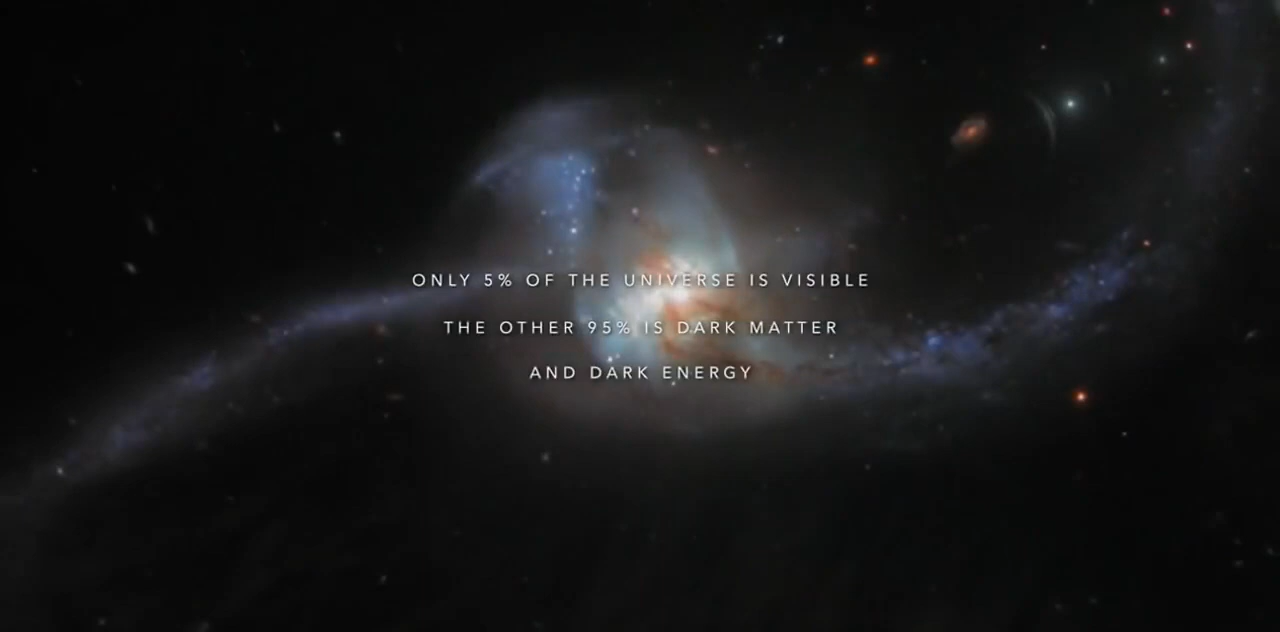 ONLY 5% OF THE UNIVERSE IS VISIBLE
THE OTHER 95% IS DARK MATTER
AND DARK ENERGY